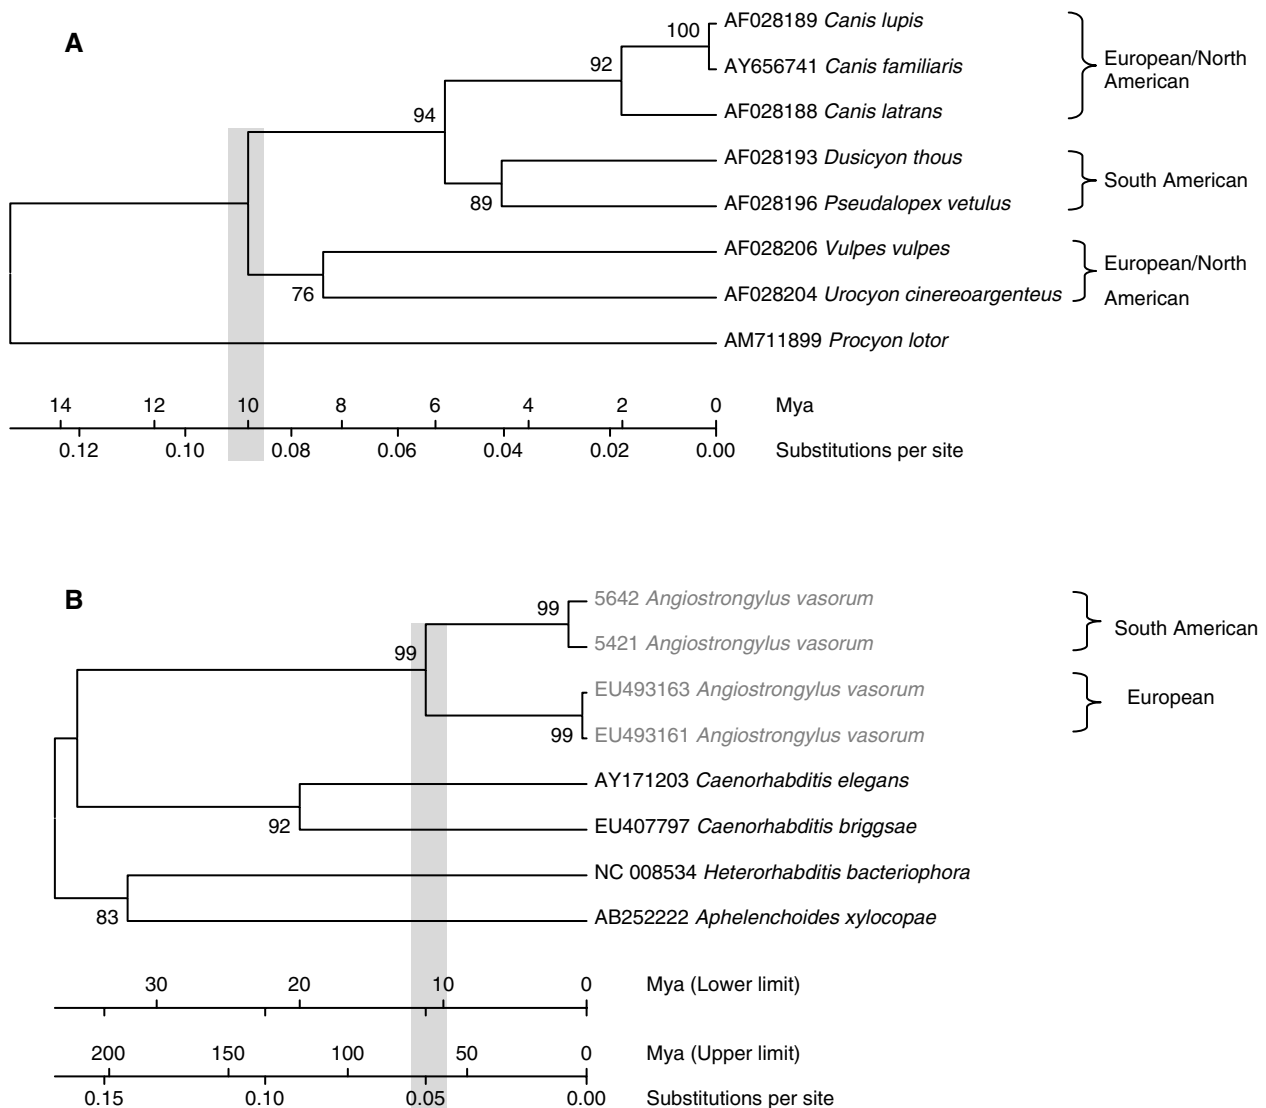 A
100
AF028189 Canis lupis
AY656741 Canis familiaris
92
AF028188 Canis latrans
European/North
American
94
AF028193 Dusicyon thous
89
AF028196 Pseudalopex vetulus
South American
AF028206 Vulpes vulpes
76
AF028204 Urocyon cinereoargenteus
European/North
American
AM711899 Procyon lotor
14 12 10 8 6 4 2 0 Mya
0.12 0.10 0.08 0.06 0.04 0.02 0.00 Substitutions per site
B
99
5642 Angiostrongylus vasorum
5421 Angiostrongylus vasorum
South American
99
EU493163 Angiostrongylus vasorum
99
EU493161 Angiostrongylus vasorum
European
AY171203 Caenorhabditis elegans
92
EU407797 Caenorhabditis briggsae
NC 008534 Heterorhabditis bacteriophora
83
AB252222 Aphelenchoides xylocopae
30 20 10 0 Mya (Lower limit)
200 150 100 50 0 Mya (Upper limit)
0.15 0.10 0.05 0.00 Substitutions per site